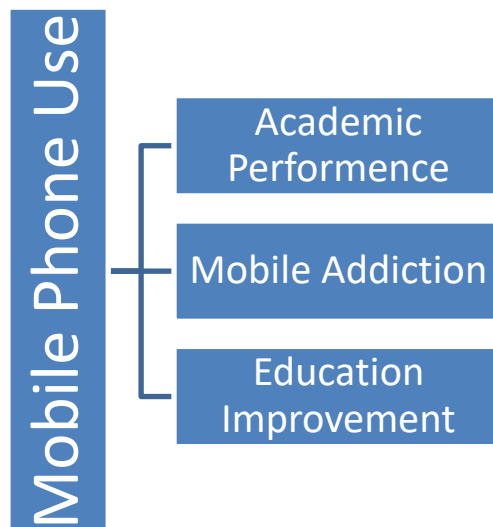 Mobile Phone Use
Academic
Performence
Mobile Addiction
Education
Improvement